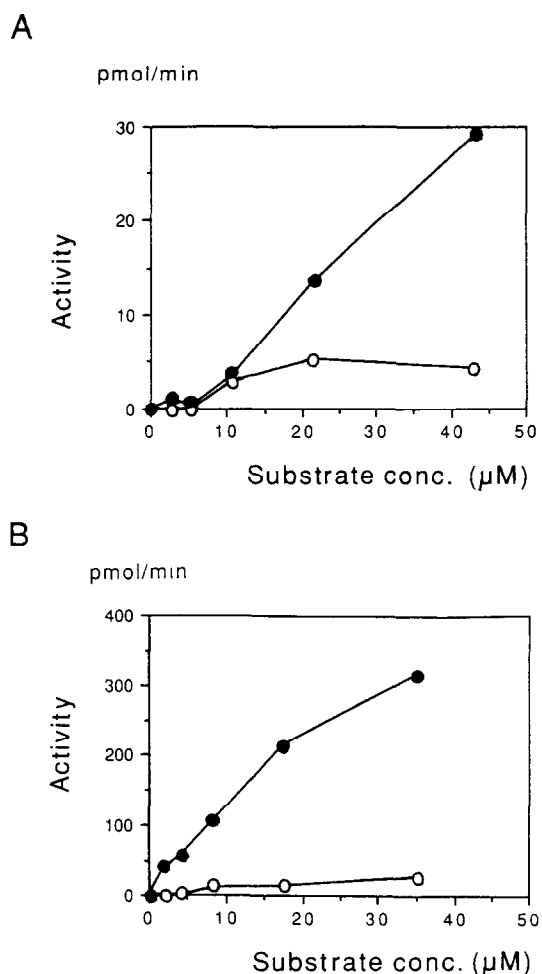 A
pmol/min
30
20
10
0
Activity
0 10 20 30 40 50
Substrate conc. (µM)
B
pmol/min
400
300
200
100
0
Activity
0 10 20 30 40 50
Substrate conc. (µM)